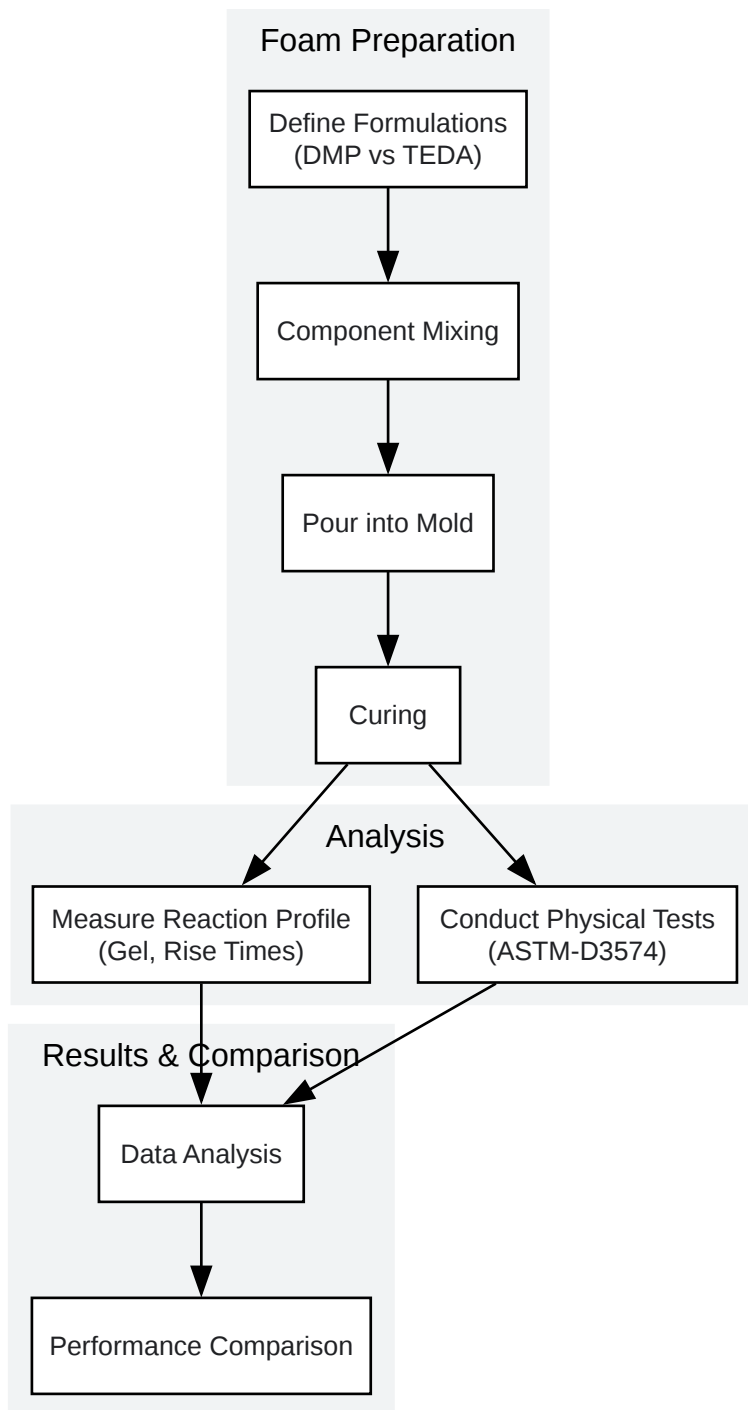 Foam Preparation
Define Formulations
(DMP vs TEDA)
Component Mixing
Pour into Mold
Curing
Analysis
Measure Reaction Profile
(Gel, Rise Times)
Conduct Physical Tests
(ASTM-D3574)
Results & Comparison
Data Analysis
Performance Comparison